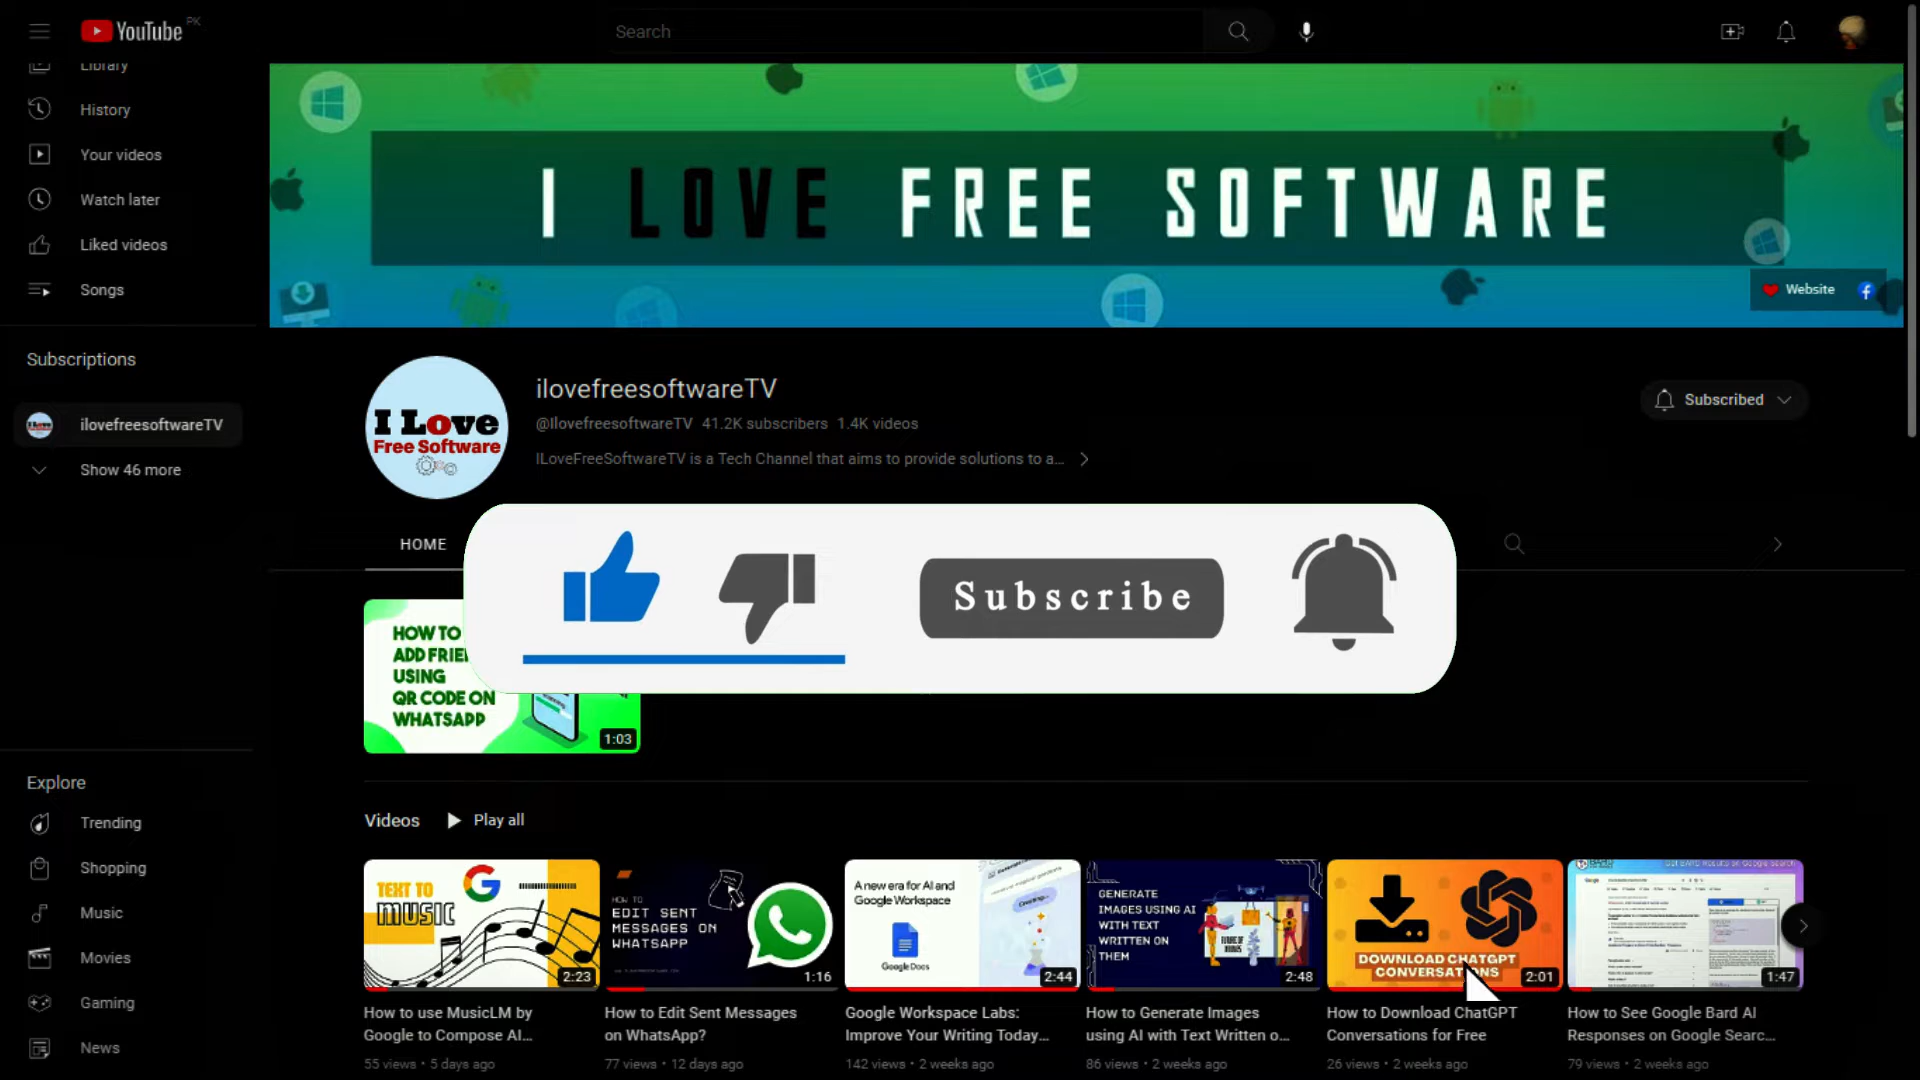 YouTube PK
Search
Library
History
Your videos
Watch later
Liked videos
Songs
Subscriptions
ilovefreesoftwareTV
Show 46 more
Explore
Trending
Shopping
Music
Movies
Gaming
News
I LOVE FREE SOFTWARE
Website
I Love
Free Software
ilovefreesoftwareTV
@IlovefreesoftwareTV 41.2K subscribers 1.4K videos
ILoveFreeSoftwareTV is a Tech Channel that aims to provide solutions to a...
Subscribed
HOME
Subscribe
HOW TO
ADD
USING
QR CODE ON
WHATSAPP
1:03
Videos
Play all
TEXT TO
MUSIC
2:23
How to use MusicLM by
Google to Compose AI...
55 views • 5 days ago
HOW TO
EDIT SENT
MESSAGES ON
WHATSAPP
1:16
How to Edit Sent Messages
on WhatsApp?
77 views • 12 days ago
A new era for AI and
Google Workspace
Google Docs
2:44
Google Workspace Labs:
Improve Your Writing Today...
142 views • 2 weeks ago
GENERATE
IMAGES USING AI
WITH TEXT
WRITTEN ON
THEM
2:48
How to Generate Images
using AI with Text Written o...
86 views • 2 weeks ago
DOWNLOAD CHATGPT
CONVERSATIONS
2:01
How to Download ChatGPT
Conversations for Free
26 views • 2 weeks ago
1:47
How to See Google Bard AI
Responses on Google Searc...
79 views • 2 weeks ago